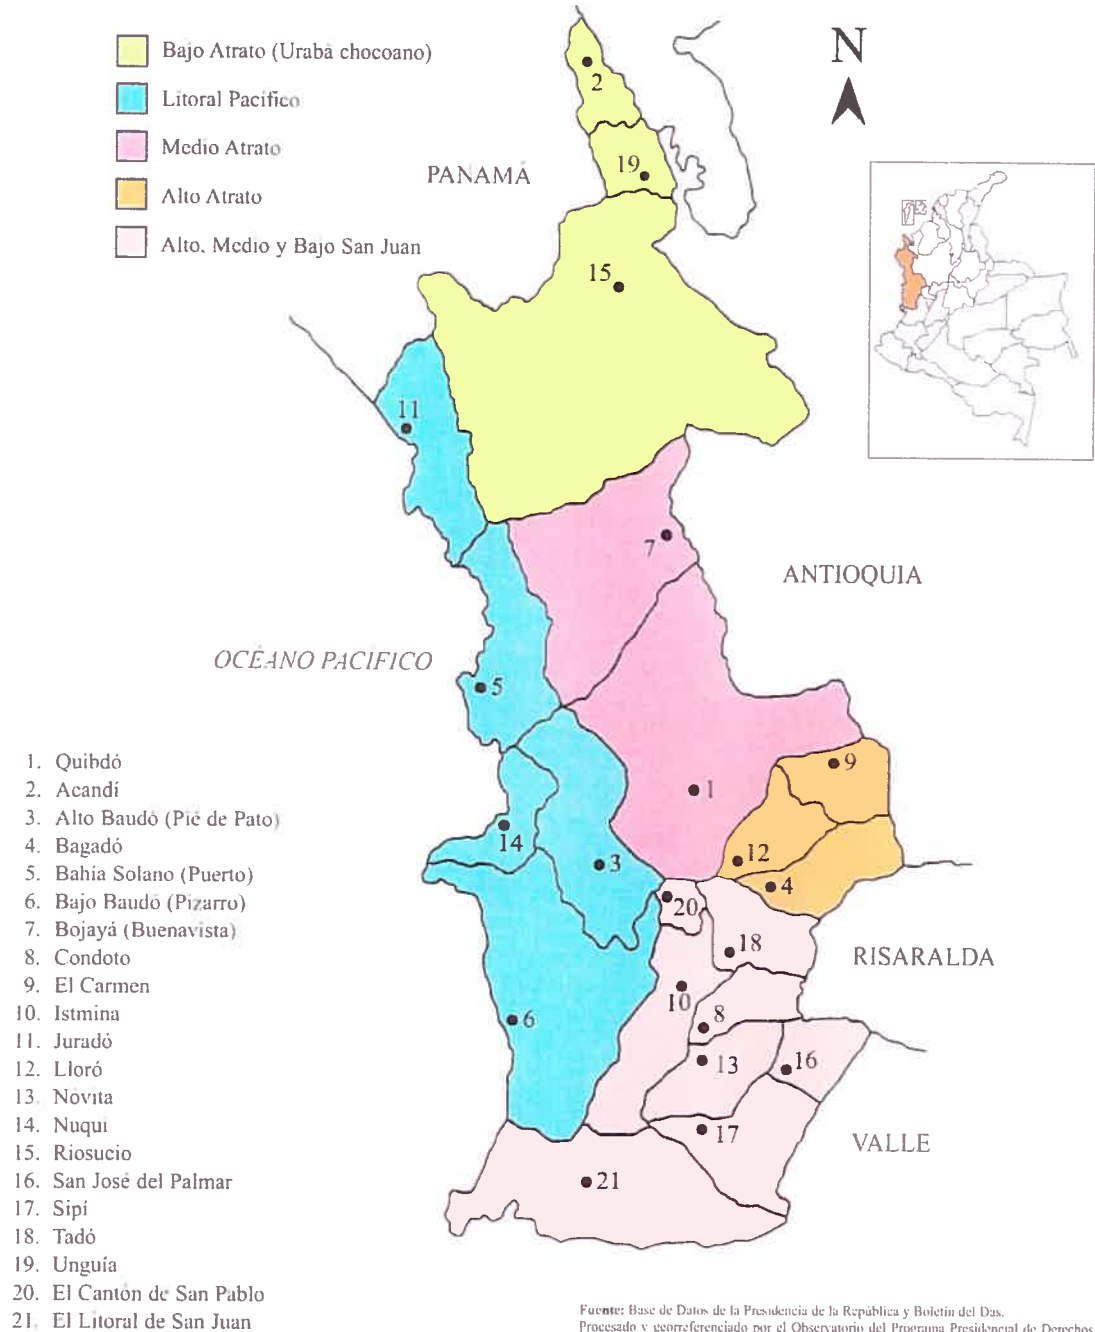 Bajo Atrato (Urabá chocoano)
Litoral Pacífico
Medio Atrato
Alto Atrato
Alto, Medio y Bajo San Juan
N
PANAMÁ
ANTIOQUIA
OCÉANO PACÍFICO
RISARALDA
VALLE
2
19
15
11
7
5
9
1
14
3
12
4
20
18
10
6
8
13
16
17
21
1. Quibdó
2. Acandí
3. Alto Baudó (Pié de Pato)
4. Bagadó
5. Bahía Solano (Puerto)
6. Bajo Baudó (Pizarro)
7. Bojayá (Buenavista)
8. Condoto
9. El Carmen
10. Istmina
11. Juradó
12. Lloró
13. Nóvita
14. Nuquí
15. Riosucio
16. San José del Palmar
17. Sipí
18. Tadó
19. Unguía
20. El Cantón de San Pablo
21. El Litoral de San Juan
Fuente: Base de Datos de la Presidencia de la República y Boletín del Das.
Procesado y georreferenciado por el Observatorio del Programa Presidencial de Derechos